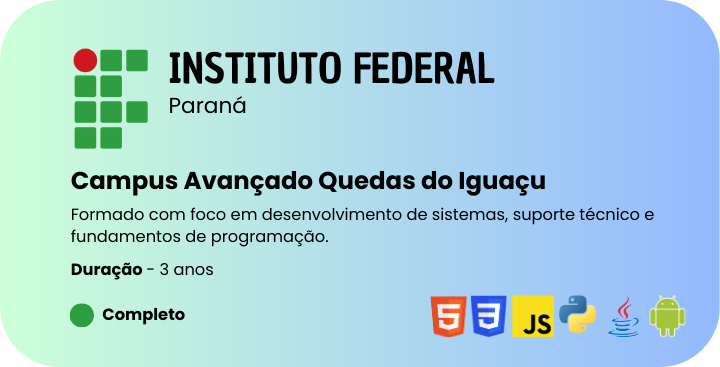 INSTITUTO FEDERAL
Paraná
Campus Avançado Quedas do Iguaçu
Formado com foco em desenvolvimento de sistemas, suporte técnico e
fundamentos de programação.
Duração - 3 anos
Completo
5 3 JS